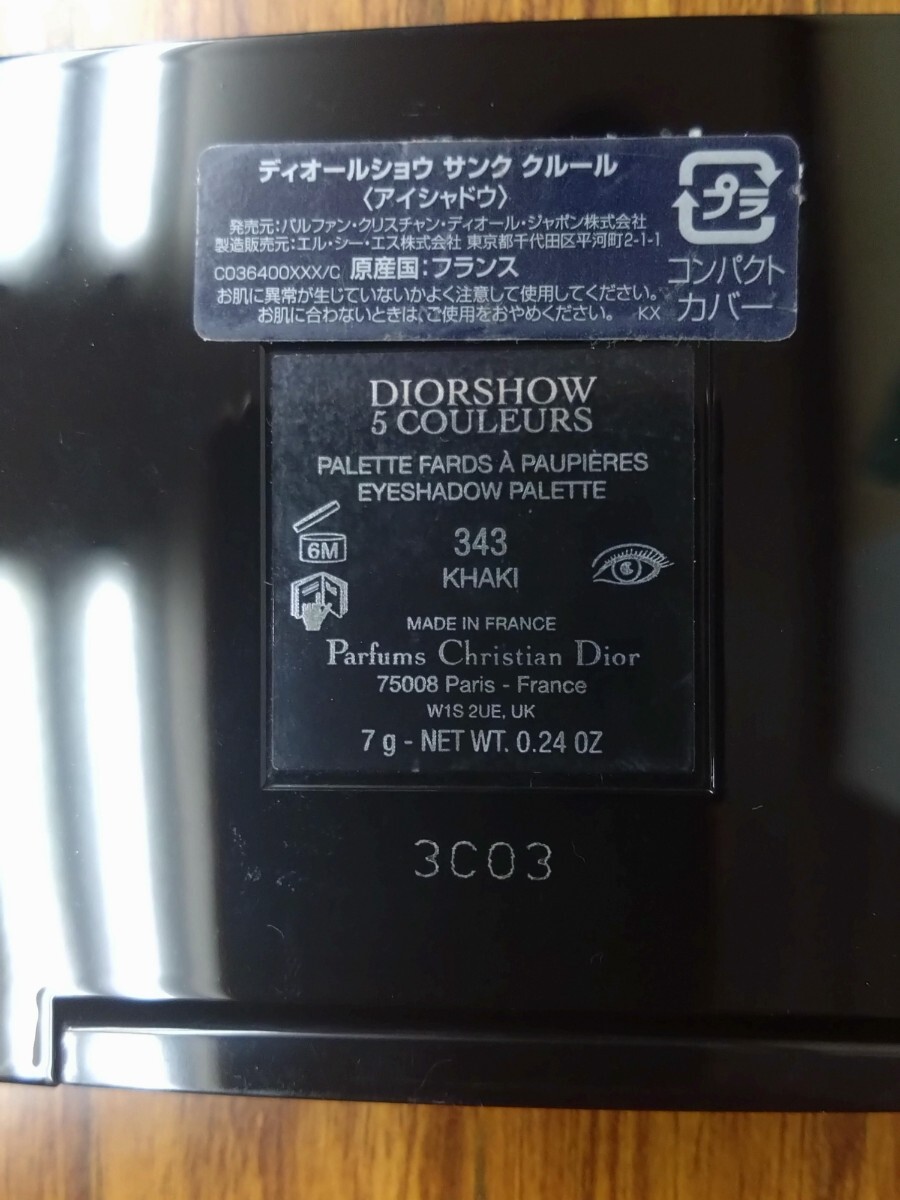 ディオールショウ サンク クルール
〈アイシャドウ〉
発売元:パルファン・クリスチャン・ディオール・ジャポン株式会社
製造販売元:エル・シー・エス株式会社 東京都千代田区平河町2-1-1
C036400XXX/C 原産国:フランス
お肌に異常が生じていないかよく注意して使用してください。
お肌に合わないときは、ご使用をおやめください。 KX
プラ
コンパクト
カバー
DIORSHOW
5 COULEURS
PALETTE FARDS À PAUPIÈRES
EYESHADOW PALETTE
6M
343
KHAKI
MADE IN FRANCE
Parfums Christian Dior
75008 Paris - France
W1S 2UE, UK
7 g - NET WT. 0.24 OZ
3C03